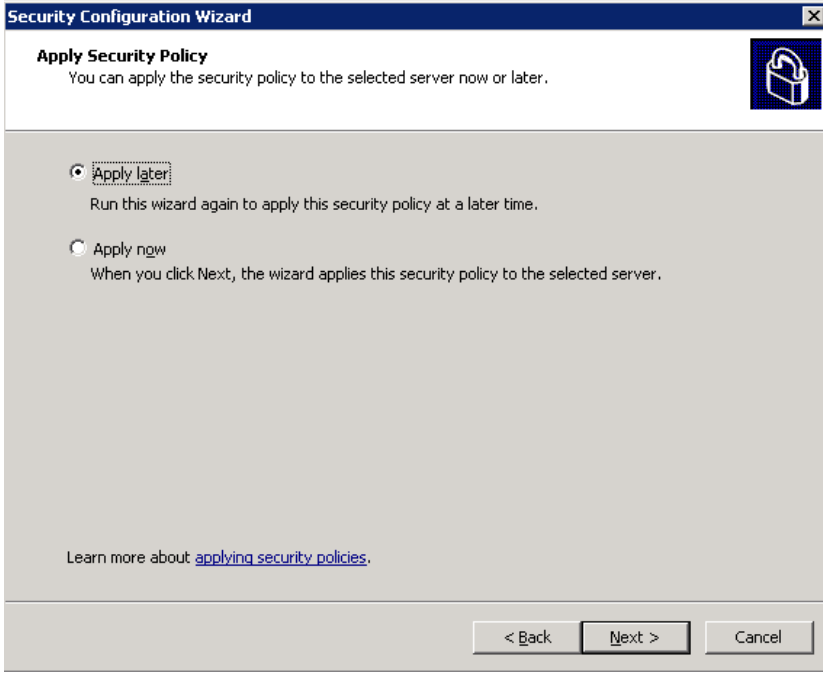 Security Configuration Wizard
Apply Security Policy
You can apply the security policy to the selected server now or later.
Apply later
Run this wizard again to apply this security policy at a later time.
Apply now
When you click Next, the wizard applies this security policy to the selected server.
Learn more about applying security policies.
< Back Next > Cancel